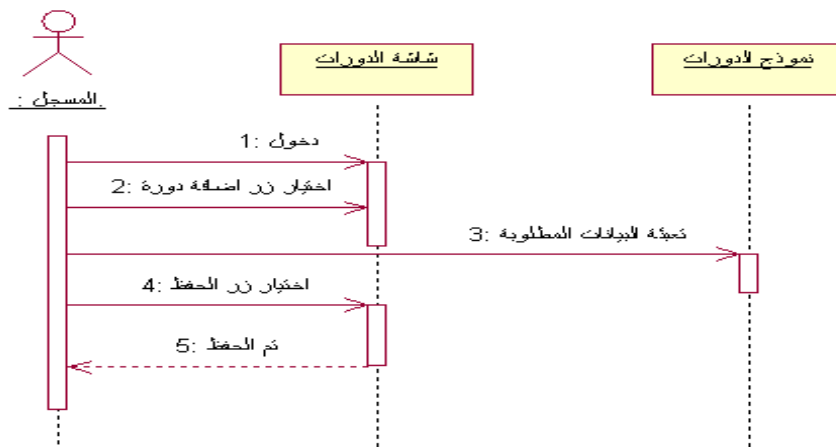 شاشة الدورات
نموذج الدورات
المسجل :
1: دخول
2: اختيار زر اضافة دورة
3: تعبئة البيانات المطلوبة
4: اختيار زر الحفظ
5: تم الحفظ